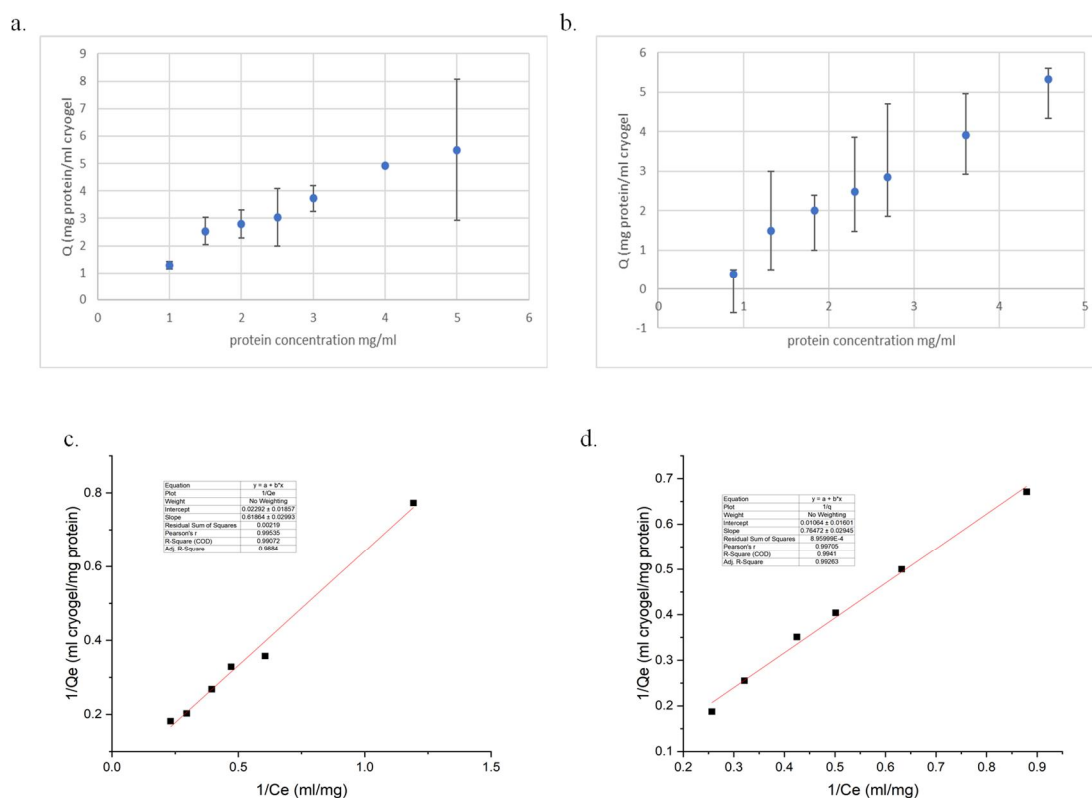 a.
9
8
7
6
5
4
3
2
1
0
Q (mg protein/ml cryogel
0
1
2
3
4
5
6
protein concentration mg/ml
b.
6
5
4
3
2
1
0
-1
Q (mg protein/ml cryogel
0
1
2
3
4
5
protein concentration mg/ml
c.
0.8
0.6
0.4
0.2
1/Qe (ml cryogel/mg protein)
Equation y = a + b*x
Plot 1/Qe
Weight No Weighting
Intercept 0.02292 ± 0.01857
Slope 0.61864 ± 0.02993
Residual Sum of Squares 0.00219
Pearson's r 0.99535
R-Square (COD) 0.99072
Adj. R-Square 0.9884
0.0
0.5
1.0
1.5
1/Ce (ml/mg)
d.
0.7
0.6
0.5
0.4
0.3
0.2
0.1
1/Qe (ml cryogel/mg protein)
Equation y = a + b*x
Plot 1/q
Weight No Weighting
Intercept 0.01064 ± 0.01601
Slope 0.76472 ± 0.02945
Residual Sum of Squares 8.95999E-4
Pearson's r 0.99705
R-Square (COD) 0.9941
Adj. R-Square 0.99263
0.2
0.3
0.4
0.5
0.6
0.7
0.8
0.9
1/Ce (ml/mg)